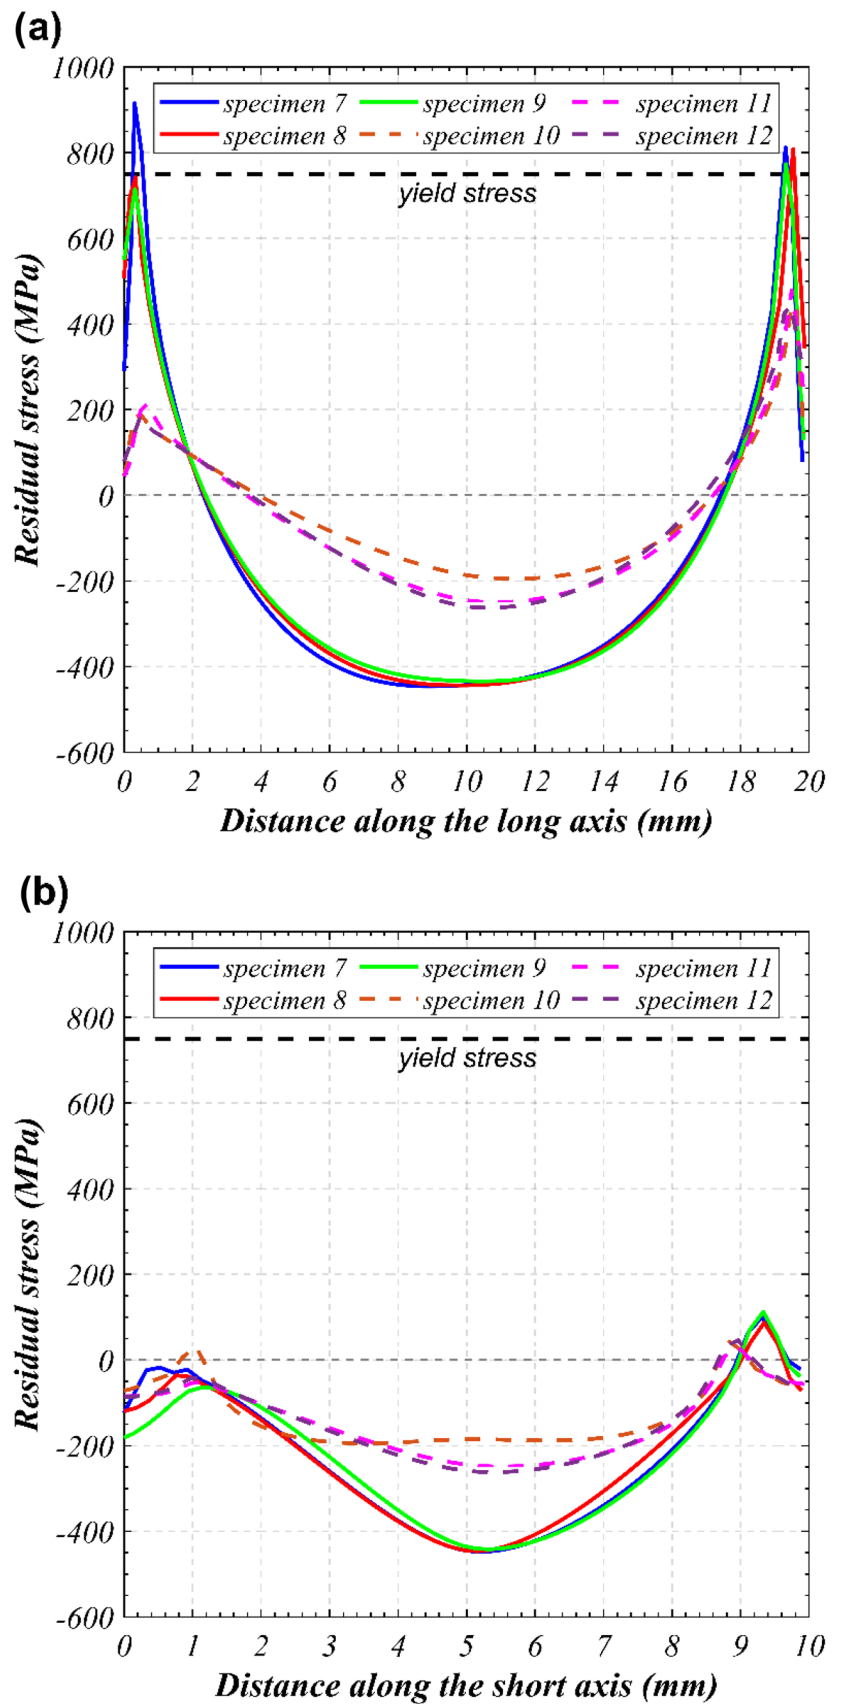 (a)
Residual stress (MPa)
1000
800
600
400
200
0
-200
-400
-600
specimen 7 specimen 9 specimen 11
specimen 8 specimen 10 specimen 12
yield stress
0 2 4 6 8 10 12 14 16 18 20
Distance along the long axis (mm)
(b)
Residual stress (MPa)
1000
800
600
400
200
0
-200
-400
-600
specimen 7 specimen 9 specimen 11
specimen 8 specimen 10 specimen 12
yield stress
0 1 2 3 4 5 6 7 8 9 10
Distance along the short axis (mm)